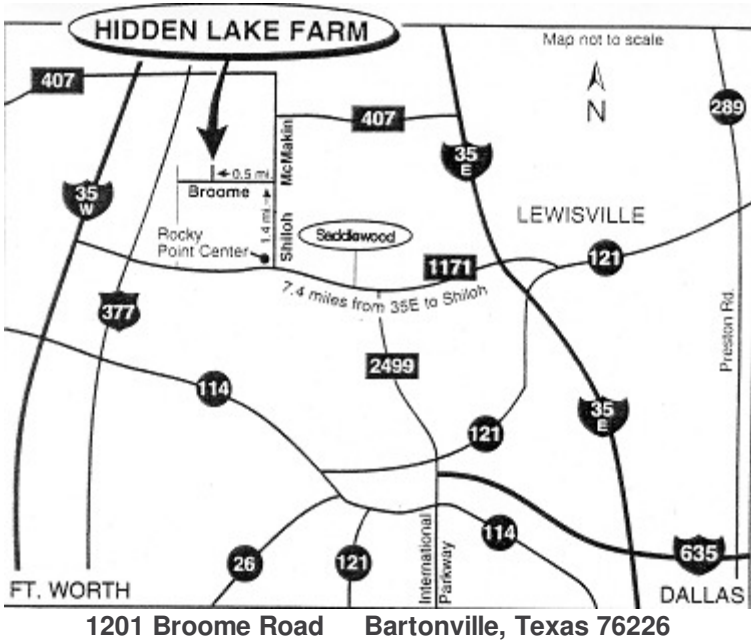 HIDDEN LAKE FARM
Map not to scale
N
407
407
289
McMakin
35
W
35
E
0.5 mi.
Broome
1.4 mi.
Shiloh
LEWISVILLE
Rocky
Point Center
Saddlewood
1171
121
7.4 miles from 35E to Shiloh
377
Preston Rd.
2499
114
35
E
121
114
26
121
International
Parkway
635
FT. WORTH
DALLAS
1201 Broome Road Bartonville, Texas 76226